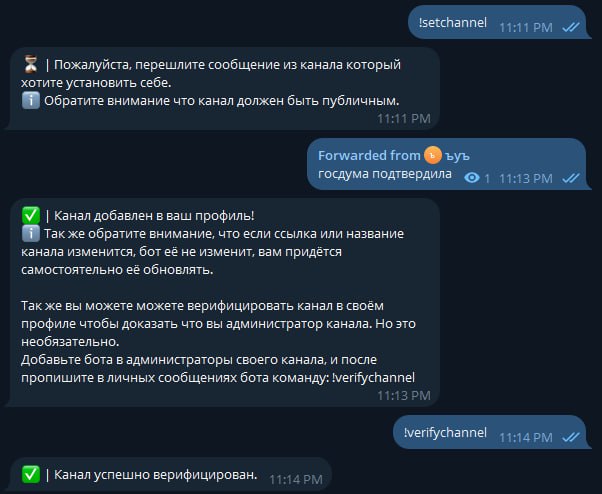 !setchannel 11:11 PM
⏳ | Пожалуйста, перешлите сообщение из канала который
хотите установить себе.
ℹ️ Обратите внимание что канал должен быть публичным.
11:11 PM
Forwarded from ъ ъуъ
госдума подтвердила 1 11:13 PM
✅ | Канал добавлен в ваш профиль!
ℹ️ Так же обратите внимание, что если ссылка или название
канала изменится, бот её не изменит, вам придётся
самостоятельно её обновлять.
Так же вы можете можете верифицировать канал в своём
профиле чтобы доказать что вы администратор канала. Но это
необязательно.
Добавьте бота в администраторы своего канала, и после
пропишите в личных сообщениях бота команду: !verifychannel
11:13 PM
!verifychannel 11:14 PM
✅ | Канал успешно верифицирован. 11:14 PM